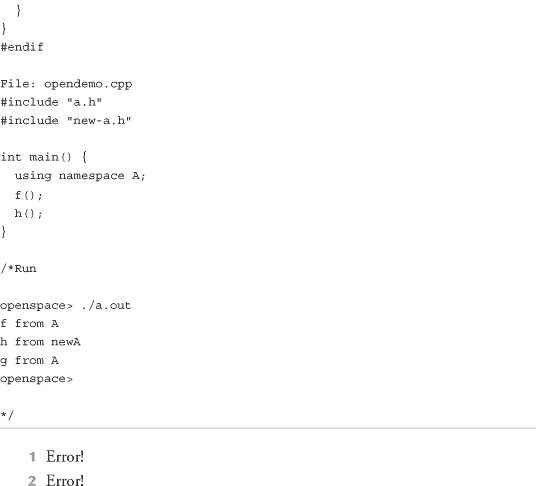 }
}
#endif
File: opendemo.cpp
#include "a.h"
#include "new-a.h"
int main() {
  using namespace A;
  f();
  h();
}
/*Run
openspace> ./a.out
f from A
h from newA
g from A
openspace>
*/
1 Error!
2 Error!